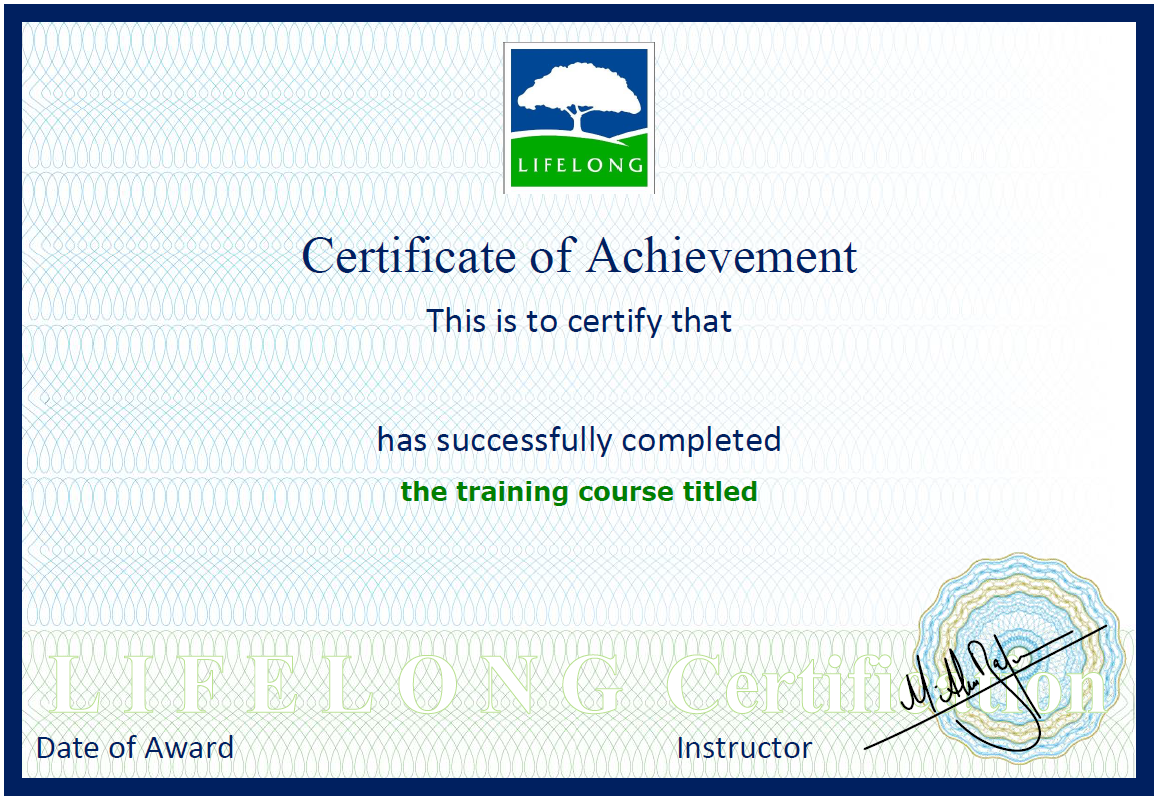 LIFELONG
Certificate of Achievement
This is to certify that
has successfully completed
the training course titled
LIFELONG Certification
Date of Award
Instructor